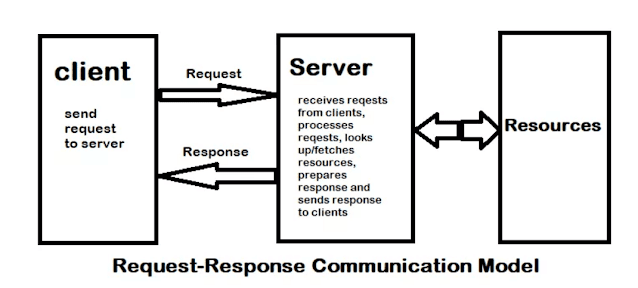 client
send
request
to server
Request
Response
Server
receives reqests
from clients,
processes
reqests, looks
up/fetches
resources,
prepares
response and
sends response
to clients
Resources
Request-Response Communication Model